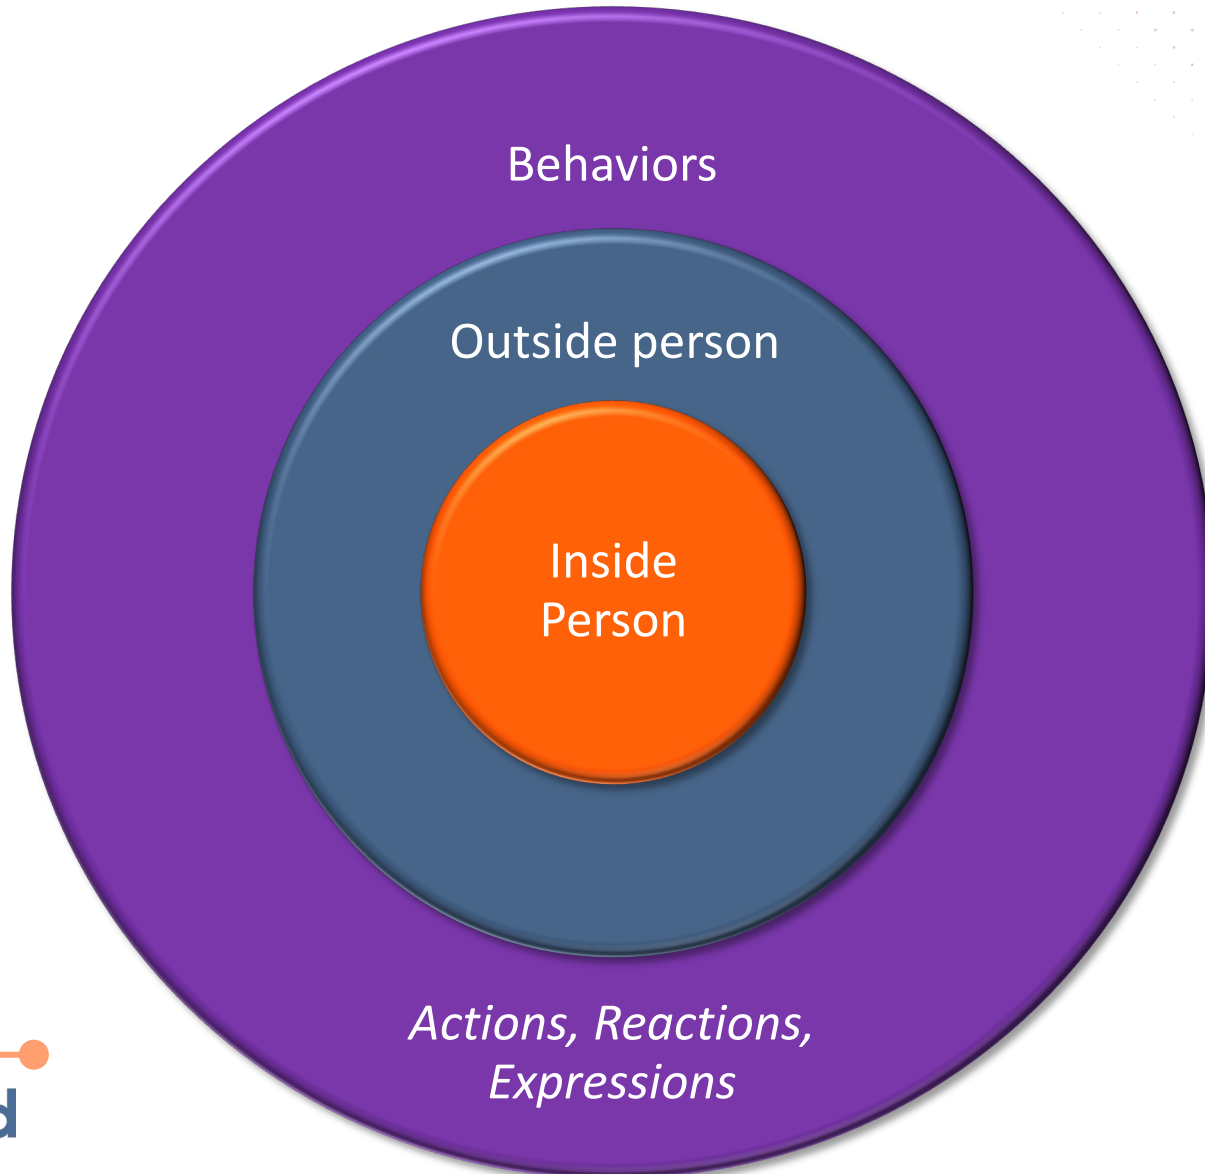 Behaviors
Outside person
Inside
Person
Actions, Reactions,
Expressions
d